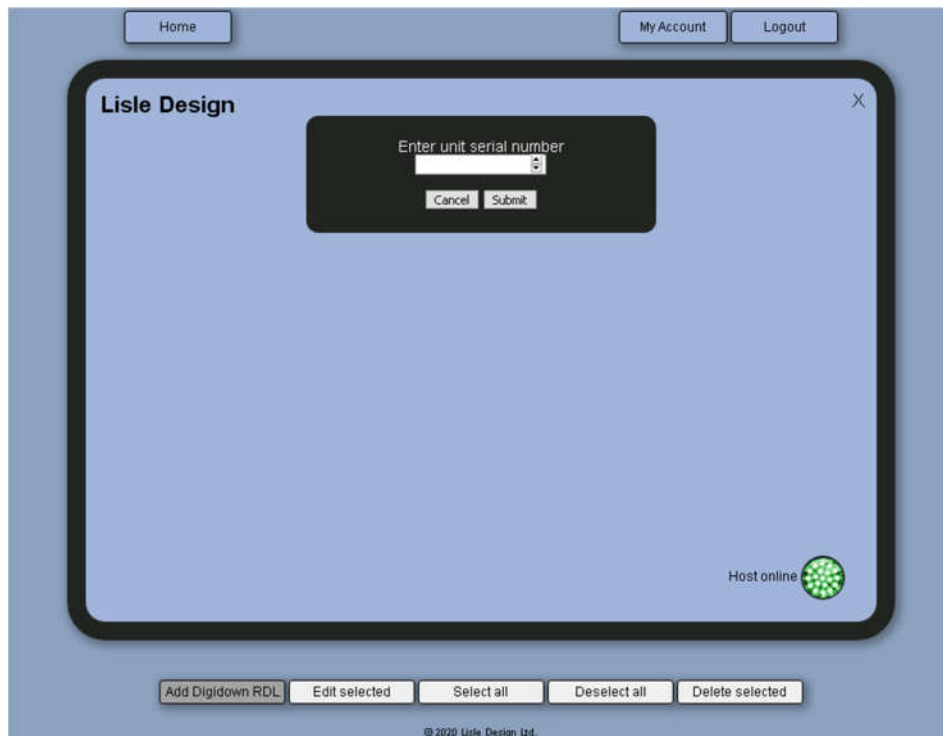 Home
My Account
Logout
Lisle Design
X
Enter unit serial number
Cancel
Submit
Host online
Add Digidown RDL
Edit selected
Select all
Deselect all
Delete selected
© 2020 Lisle Design Ltd.